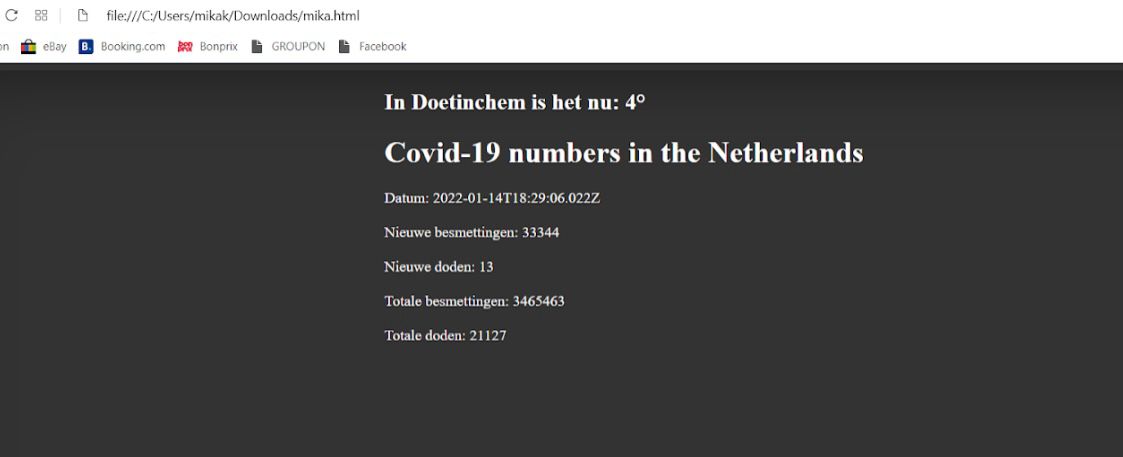 file:///C:/Users/mikak/Downloads/mika.html
on eBay B. Booking.com bon prix Bonprix GROUPON Facebook
In Doetinchem is het nu: 4°
Covid-19 numbers in the Netherlands
Datum: 2022-01-14T18:29:06.022Z
Nieuwe besmettingen: 33344
Nieuwe doden: 13
Totale besmettingen: 3465463
Totale doden: 21127